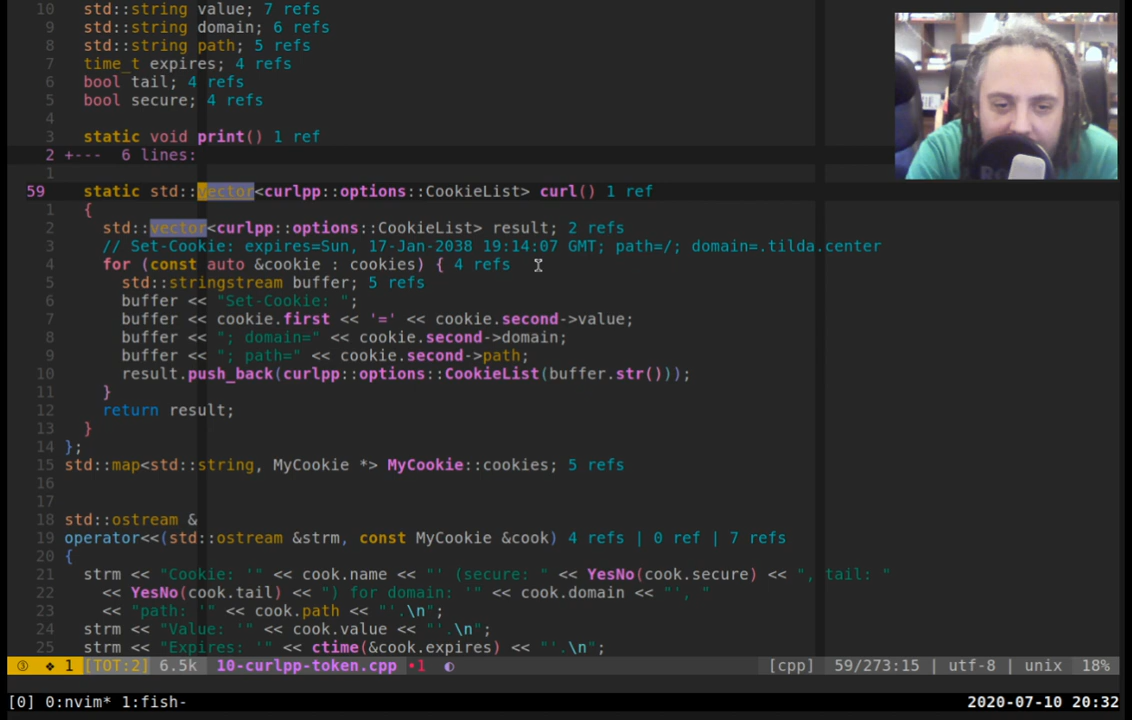 10 std::string value; 7 refs
9 std::string domain; 6 refs
8 std::string path; 5 refs
7 time_t expires; 4 refs
6 bool tail; 4 refs
5 bool secure; 4 refs
4
3 static void print() 1 ref
2 +--- 6 lines:
1
59 static std::vector<curlpp::options::CookieList> curl() 1 ref
1 {
2 std::vector<curlpp::options::CookieList> result; 2 refs
3 // Set-Cookie: expires=Sun, 17-Jan-2038 19:14:07 GMT; path=/; domain=.tilda.center
4 for (const auto &cookie : cookies) { 4 refs
5 std::stringstream buffer; 5 refs
6 buffer << "Set-Cookie: ";
7 buffer << cookie.first << '=' << cookie.second->value;
8 buffer << "; domain=" << cookie.second->domain;
9 buffer << "; path=" << cookie.second->path;
10 result.push_back(curlpp::options::CookieList(buffer.str()));
11 }
12 return result;
13 }
14 };
15 std::map<std::string, MyCookie *> MyCookie::cookies; 5 refs
16
17
18 std::ostream &
19 operator<<(std::ostream &strm, const MyCookie &cook) 4 refs | 0 ref | 7 refs
20 {
21 strm << "Cookie: '" << cook.name << "' (secure: " << YesNo(cook.secure) << ", tail: "
22 << YesNo(cook.tail) << ") for domain: '" << cook.domain << "', "
23 << "path: '" << cook.path << "'.\n";
24 strm << "Value: '" << cook.value << "'.\n";
25 strm << "Expires: '" << ctime(&cook.expires) << "'.\n";
③ ❖ 1 [TOT:2] 6.5k 10-curlpp-token.cpp •1 [cpp] 59/273:15 | utf-8 | unix 18%
[0] 0:nvim* 1:fish- 2020-07-10 20:32